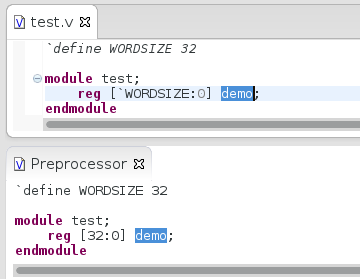 test.v
`define WORDSIZE 32
module test;
reg [`WORDSIZE:0] demo;
endmodule
Preprocessor
`define WORDSIZE 32
module test;
reg [32:0] demo;
endmodule